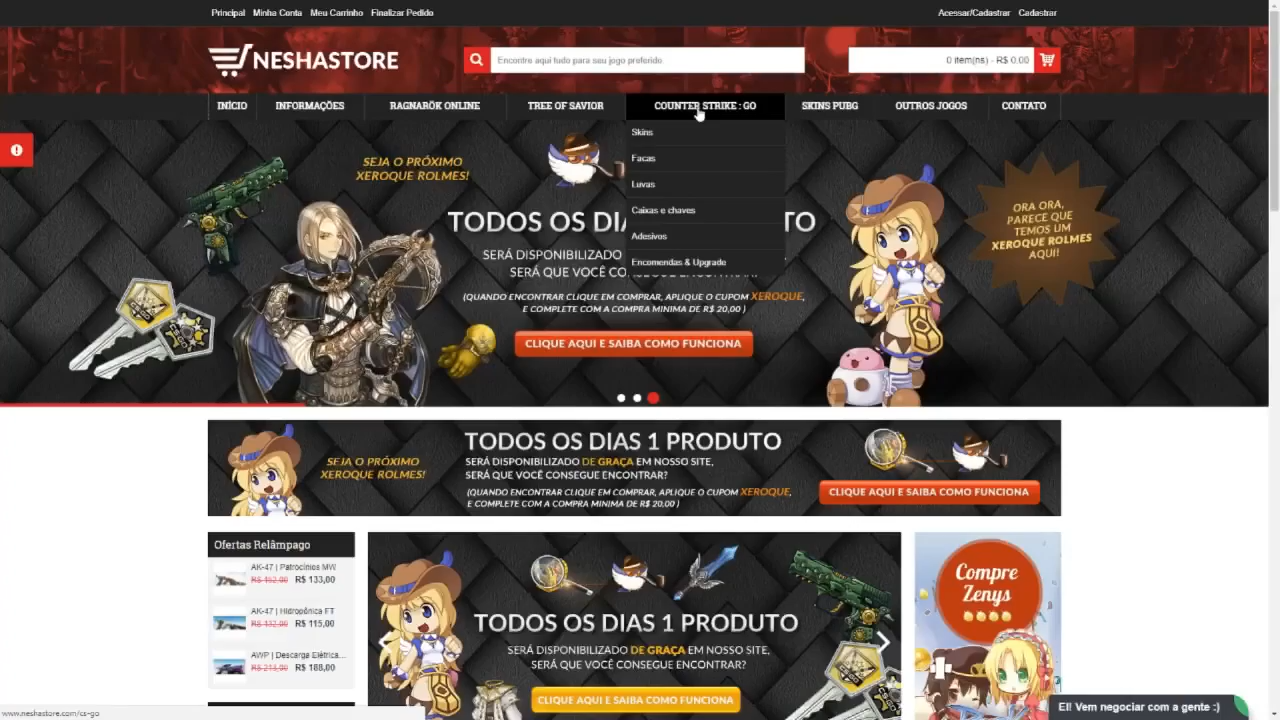 Principal Minha Conta Meu Carrinho Finalizar Pedido
Acessar/Cadastrar Cadastrar
NESHASTORE
Encontre aqui tudo para seu jogo preferido
0 item(ns) - R$ 0,00
INÍCIO INFORMAÇÕES RAGNARÖK ONLINE TREE OF SAVIOR COUNTER STRIKE : GO SKINS PUBG OUTROS JOGOS CONTATO
Skins
Facas
Luvas
Caixas e chaves
Adesivos
Encomendas & Upgrade
SEJA O PRÓXIMO
XEROQUE ROLMES!
TODOS OS DIA TO
SERÁ DISPONIBILIZADO
SERÁ QUE VOCÊ CONSEGUE ENCONTRAR?
(QUANDO ENCONTRAR CLIQUE EM COMPRAR, APLIQUE O CUPOM XEROQUE,
E COMPLETE COM A COMPRA MINIMA DE R$ 20,00 )
CLIQUE AQUI E SAIBA COMO FUNCIONA
ORA ORA,
PARECE QUE
TEMOS UM
XEROQUE ROLMES
AQUI!
SEJA O PRÓXIMO
XEROQUE ROLMES!
TODOS OS DIAS 1 PRODUTO
SERÁ DISPONIBILIZADO DE GRAÇA EM NOSSO SITE,
SERÁ QUE VOCÊ CONSEGUE ENCONTRAR?
(QUANDO ENCONTRAR CLIQUE EM COMPRAR, APLIQUE O CUPOM XEROQUE,
E COMPLETE COM A COMPRA MINIMA DE R$ 20,00 )
CLIQUE AQUI E SAIBA COMO FUNCIONA
Ofertas Relâmpago
AK-47 | Patrocínios MW
R$ 133,00
AK-47 | Hidropônica FT
R$ 115,00
AWP | Descarga Elétrica...
R$ 188,00
TODOS OS DIAS 1 PRODUTO
SERÁ DISPONIBILIZADO DE GRAÇA EM NOSSO SITE,
SERÁ QUE VOCÊ CONSEGUE ENCONTRAR?
CLIQUE AQUI E SAIBA COMO FUNCIONA
Compre
Zenys
www.neshastore.com/cs-go
Ei! Vem negociar com a gente :)